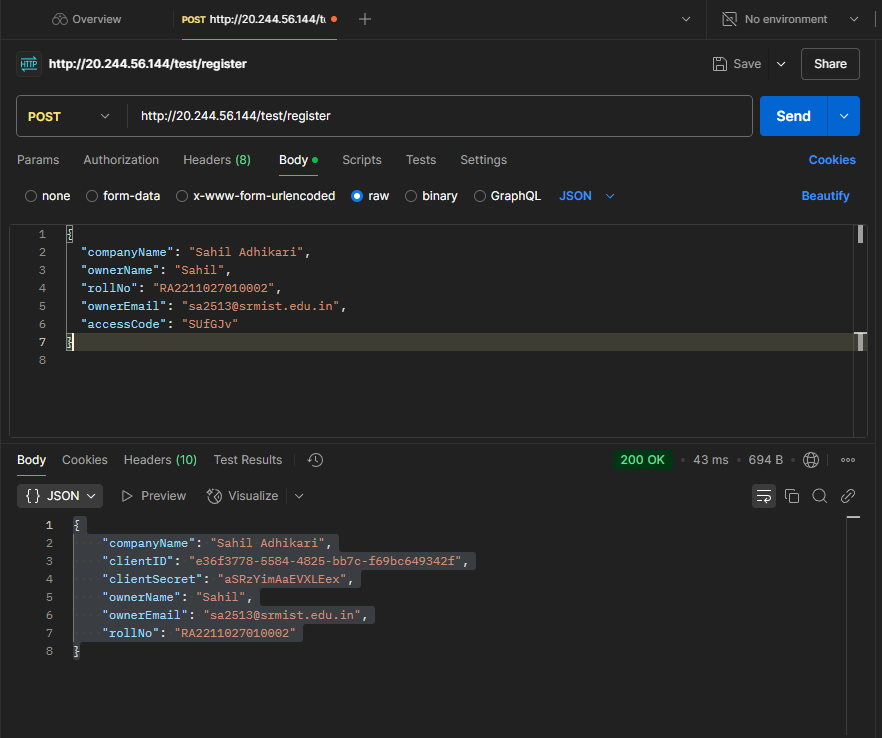 Overview
POST http://20.244.56.144/t
No environment
HTTP http://20.244.56.144/test/register
Save
Share
POST
http://20.244.56.144/test/register
Send
Params Authorization Headers (8) Body Scripts Tests Settings Cookies
none form-data x-www-form-urlencoded raw binary GraphQL JSON Beautify
1 {
2 "companyName": "Sahil Adhikari",
3 "ownerName": "Sahil",
4 "rollNo": "RA2211027010002",
5 "ownerEmail": "sa2513@srmist.edu.in",
6 "accessCode": "SUfGJv"
7 }
8
Body Cookies Headers (10) Test Results 200 OK • 43 ms • 694 B •
{} JSON Preview Visualize
1 {
2 "companyName": "Sahil Adhikari",
3 "clientID": "e36f3778-5584-4825-bb7c-f69bc649342f",
4 "clientSecret": "aSRzYimAaEVXLEex",
5 "ownerName": "Sahil",
6 "ownerEmail": "sa2513@srmist.edu.in",
7 "rollNo": "RA2211027010002"
8 }